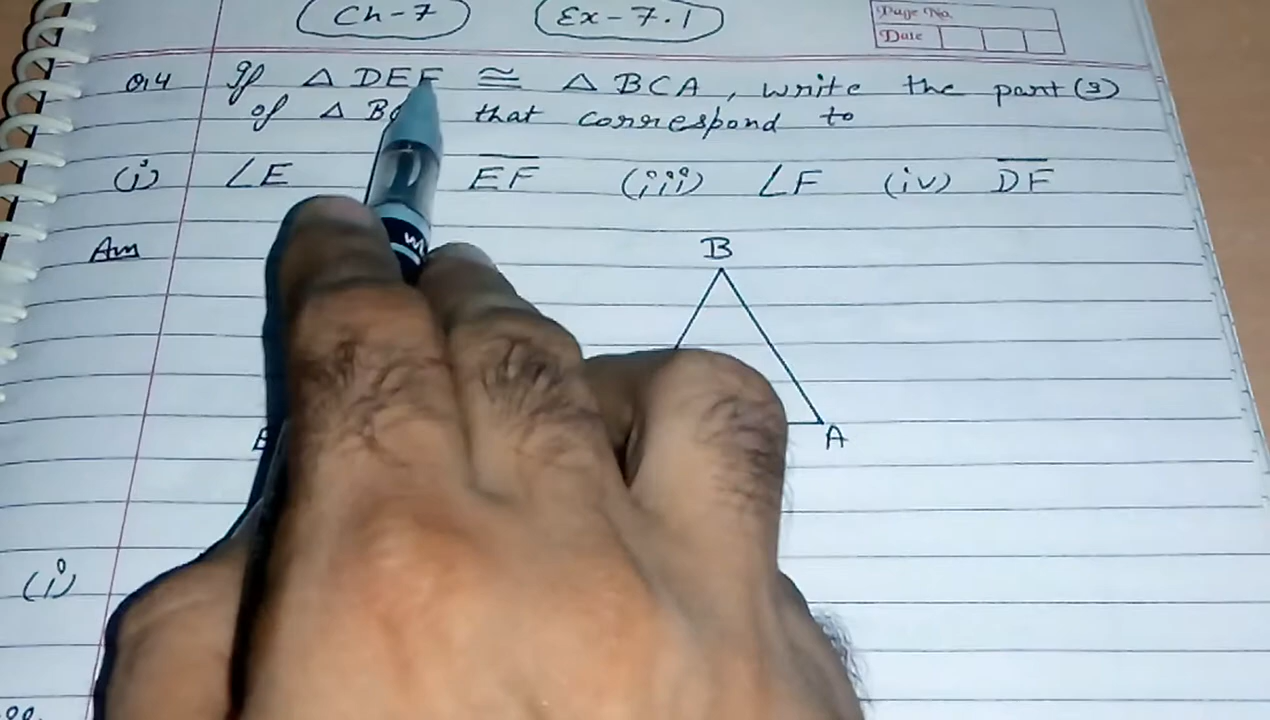 Ch-7 Ex-7.1
Page No.
Date
Q.4 If △ DEF ≅ △ BCA, write the part(s)
of △ BC that correspond to
(i) ∠E EF (iii) ∠F (iv) DF
Ans
B
A
E
(i)